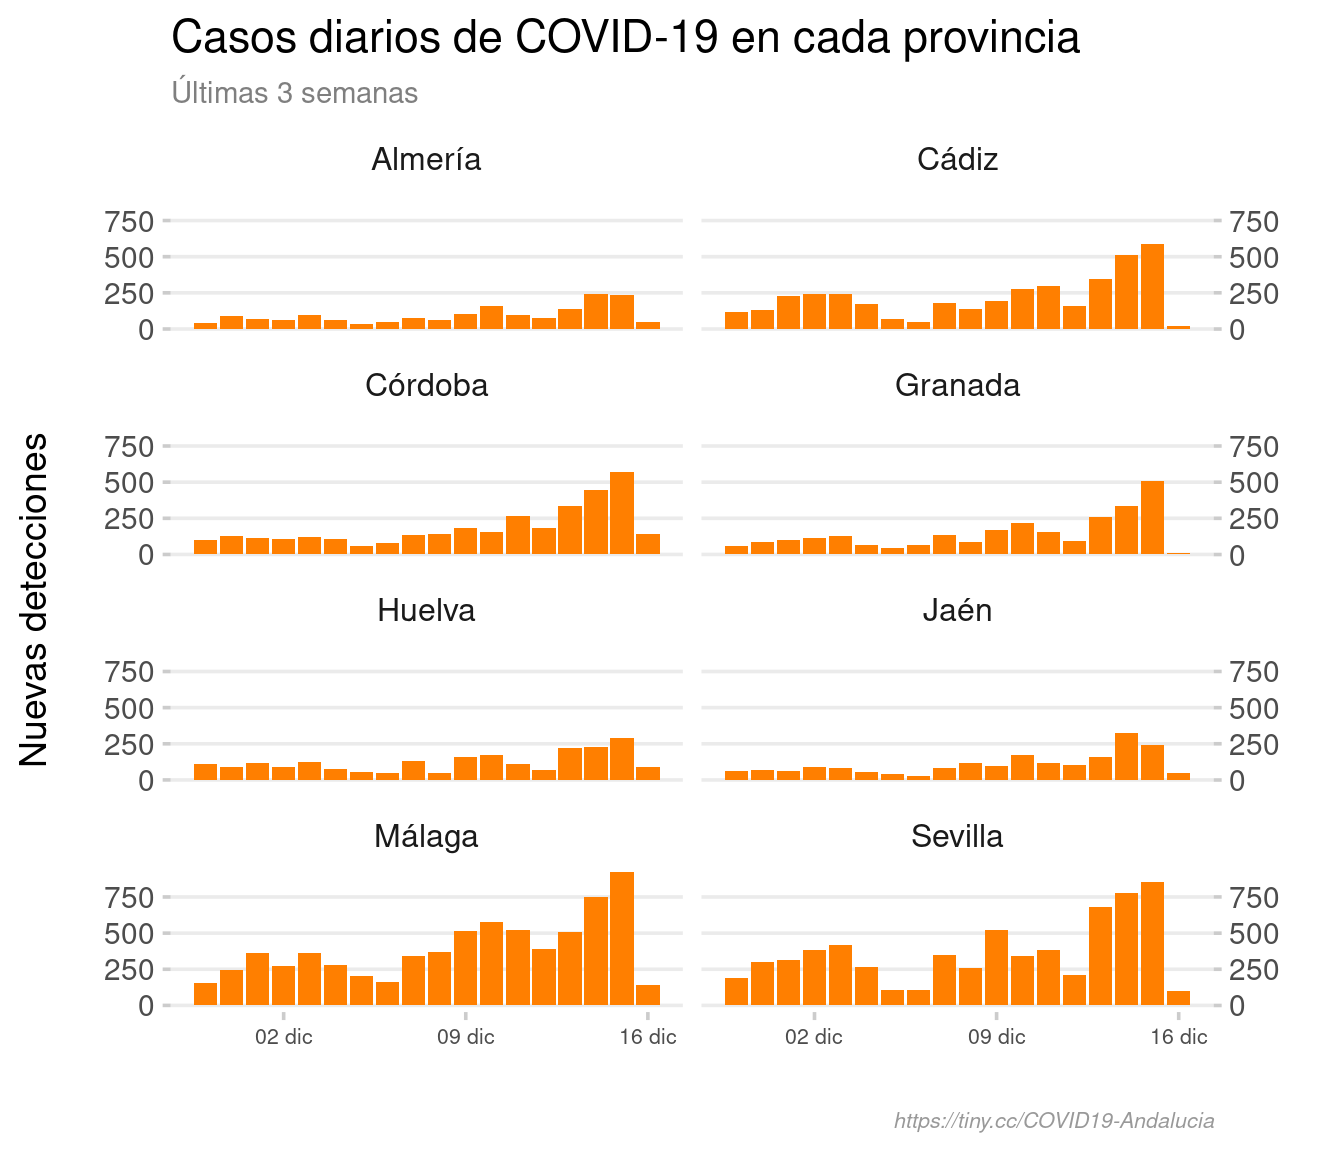 Casos diarios de COVID-19 en cada provincia
Últimas 3 semanas
Nuevas detecciones
Almería
Cádiz
750
500
250
0
750
500
250
0
Córdoba
Granada
750
500
250
0
750
500
250
0
Huelva
Jaén
750
500
250
0
750
500
250
0
Málaga
Sevilla
750
500
250
0
750
500
250
0
02 dic
09 dic
16 dic
02 dic
09 dic
16 dic
https://tiny.cc/COVID19-Andalucia